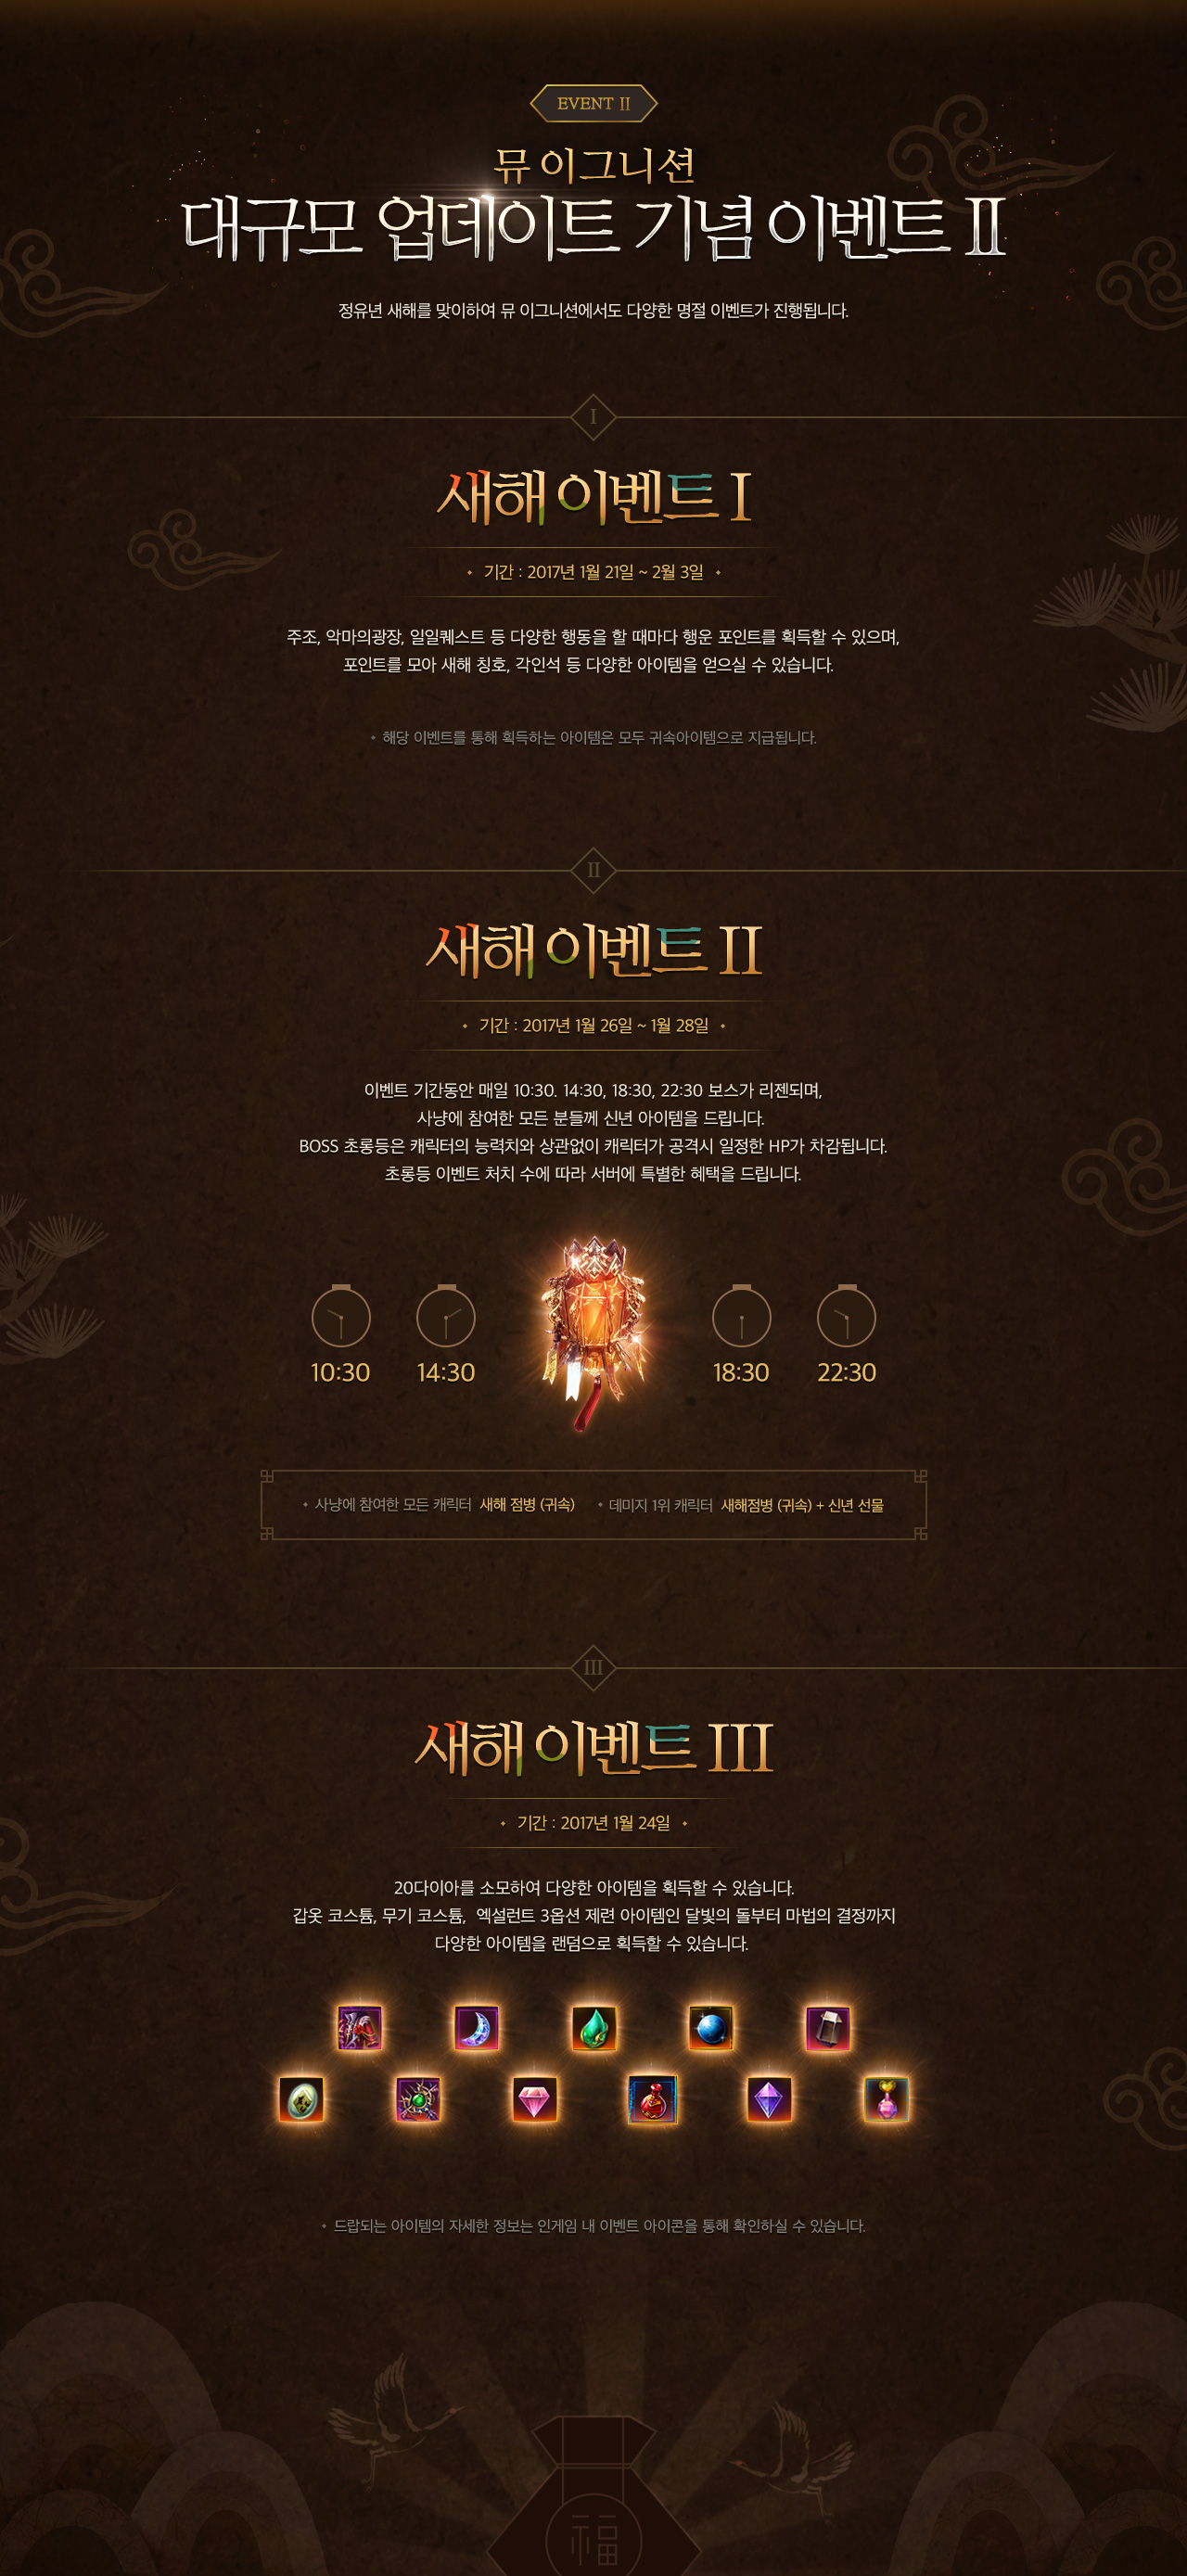 EVENT II
뮤 이그니션
대규모 업데이트 기념 이벤트 II
정유년 새해를 맞이하여 뮤 이그니션에서도 다양한 명절 이벤트가 진행됩니다.
I
새해 이벤트 I
기간 : 2017년 1월 21일 ~ 2월 3일
주조, 악마의광장, 일일퀘스트 등 다양한 행동을 할 때마다 행운 포인트를 획득할 수 있으며,
포인트를 모아 새해 칭호, 각인석 등 다양한 아이템을 얻으실 수 있습니다.
• 해당 이벤트를 통해 획득하는 아이템은 모두 귀속아이템으로 지급됩니다.
II
새해 이벤트 II
기간 : 2017년 1월 26일 ~ 1월 28일
이벤트 기간동안 매일 10:30. 14:30, 18:30, 22:30 보스가 리젠되며,
사냥에 참여한 모든 분들께 신년 아이템을 드립니다.
BOSS 초롱등은 캐릭터의 능력치와 상관없이 캐릭터가 공격시 일정한 HP가 차감됩니다.
초롱등 이벤트 처치 수에 따라 서버에 특별한 혜택을 드립니다.
10:30 14:30 18:30 22:30
• 사냥에 참여한 모든 캐릭터 새해 점병 (귀속) • 데미지 1위 캐릭터 새해점병 (귀속) + 신년 선물
III
새해 이벤트 III
기간 : 2017년 1월 24일
20다이아를 소모하여 다양한 아이템을 획득할 수 있습니다.
갑옷 코스튬, 무기 코스튬, 엑설런트 3옵션 제련 아이템인 달빛의 돌부터 마법의 결정까지
다양한 아이템을 랜덤으로 획득할 수 있습니다.
• 드랍되는 아이템의 자세한 정보는 인게임 내 이벤트 아이콘을 통해 확인하실 수 있습니다.
福